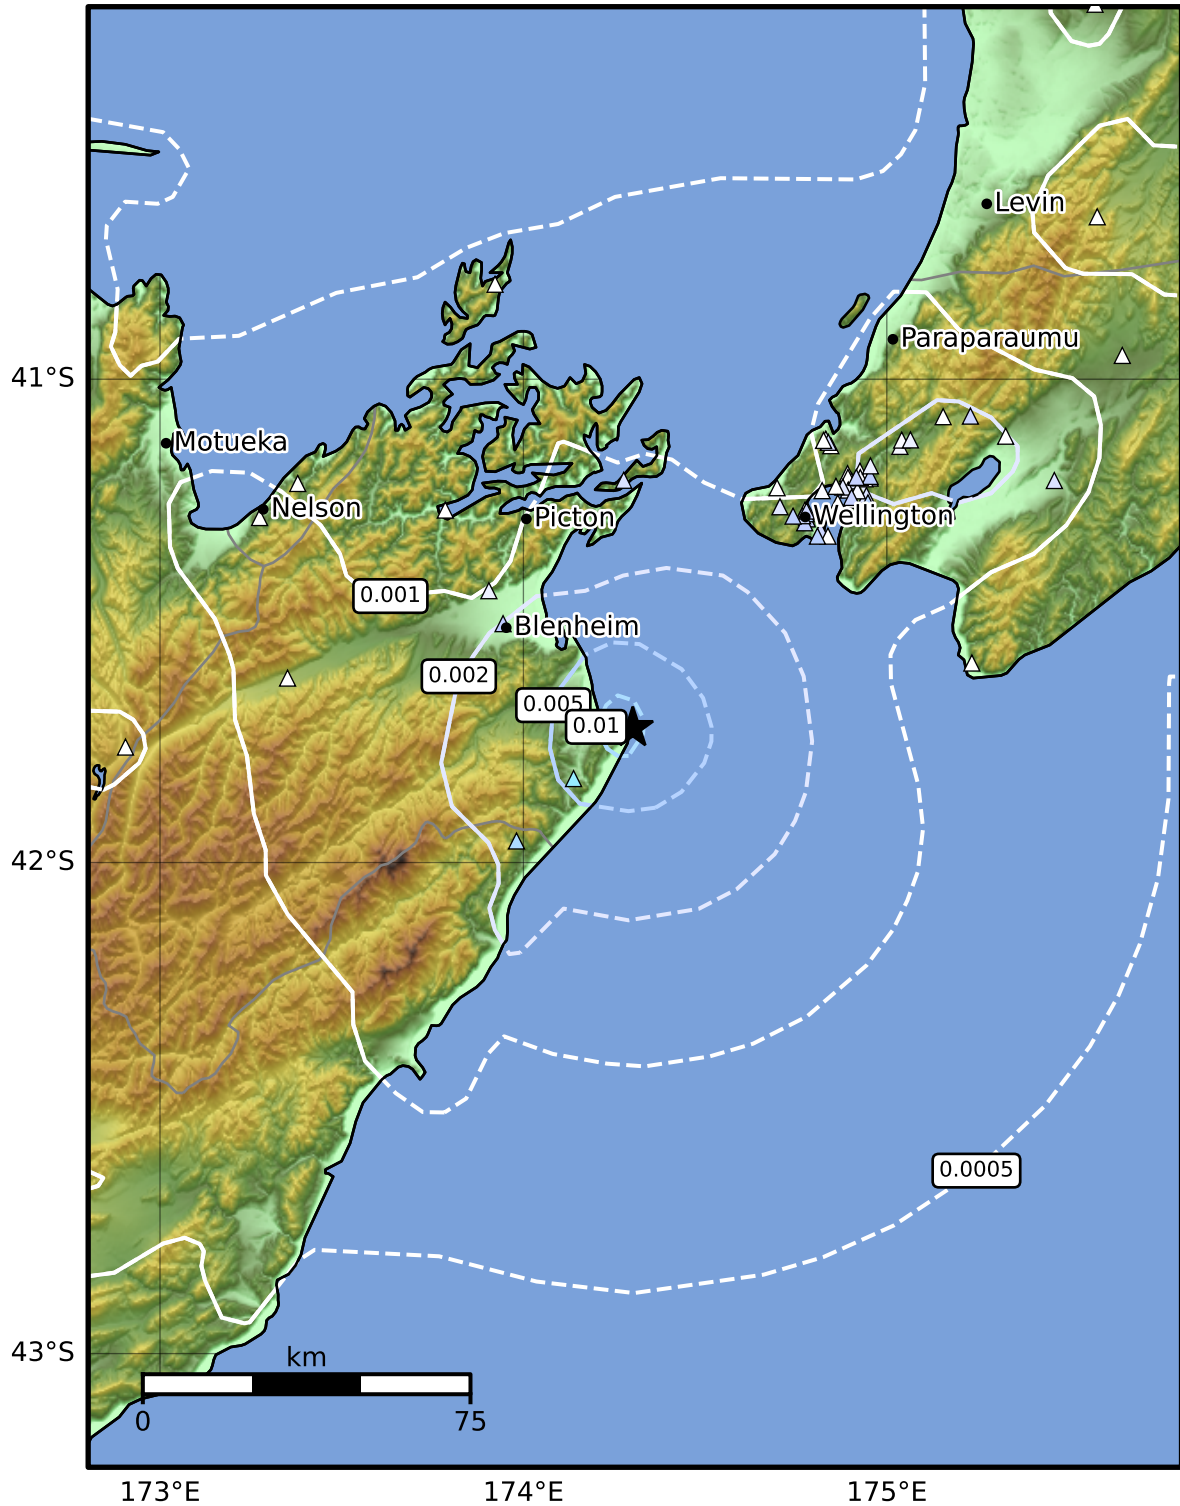 Levin
Paraparaumu
41°S
Motueka
Nelson
Picton
Wellington
0.001
Blenheim
0.002
0.005
0.01
42°S
0.0005
43°S
km
0
75
173°E
174°E
175°E